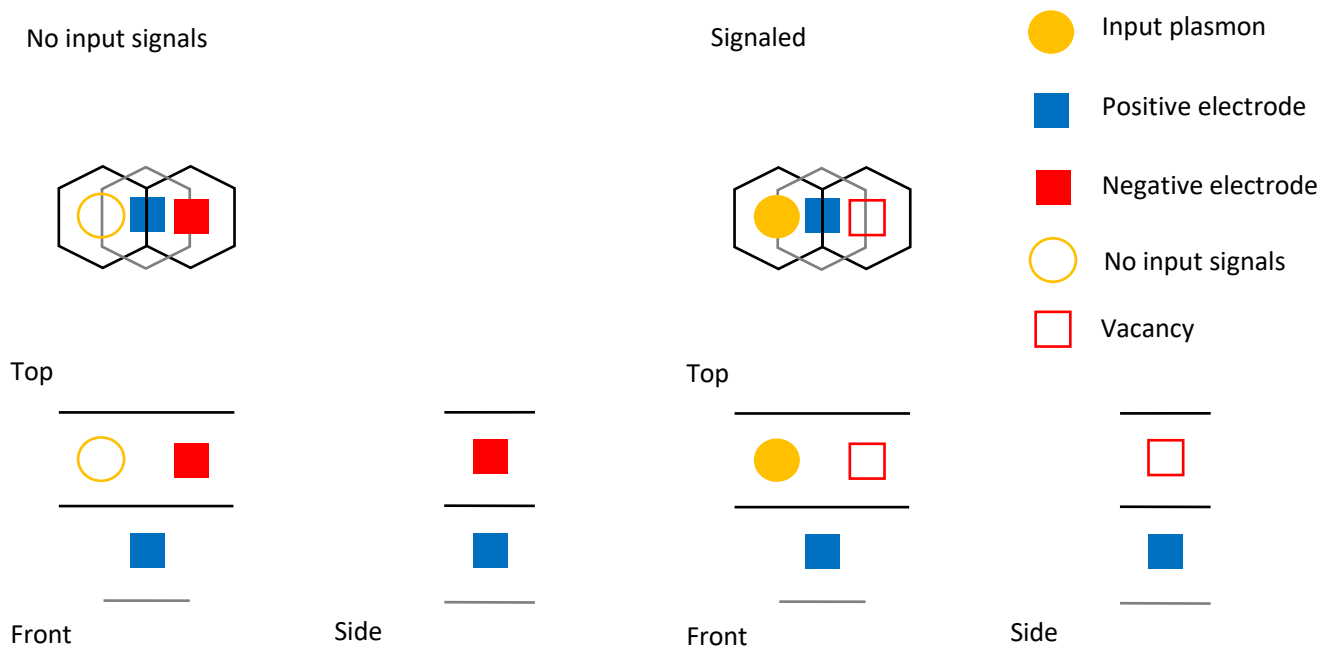 No input signals
Signaled
Input plasmon
Positive electrode
Negative electrode
No input signals
Vacancy
Top
Top
Front
Side
Front
Side